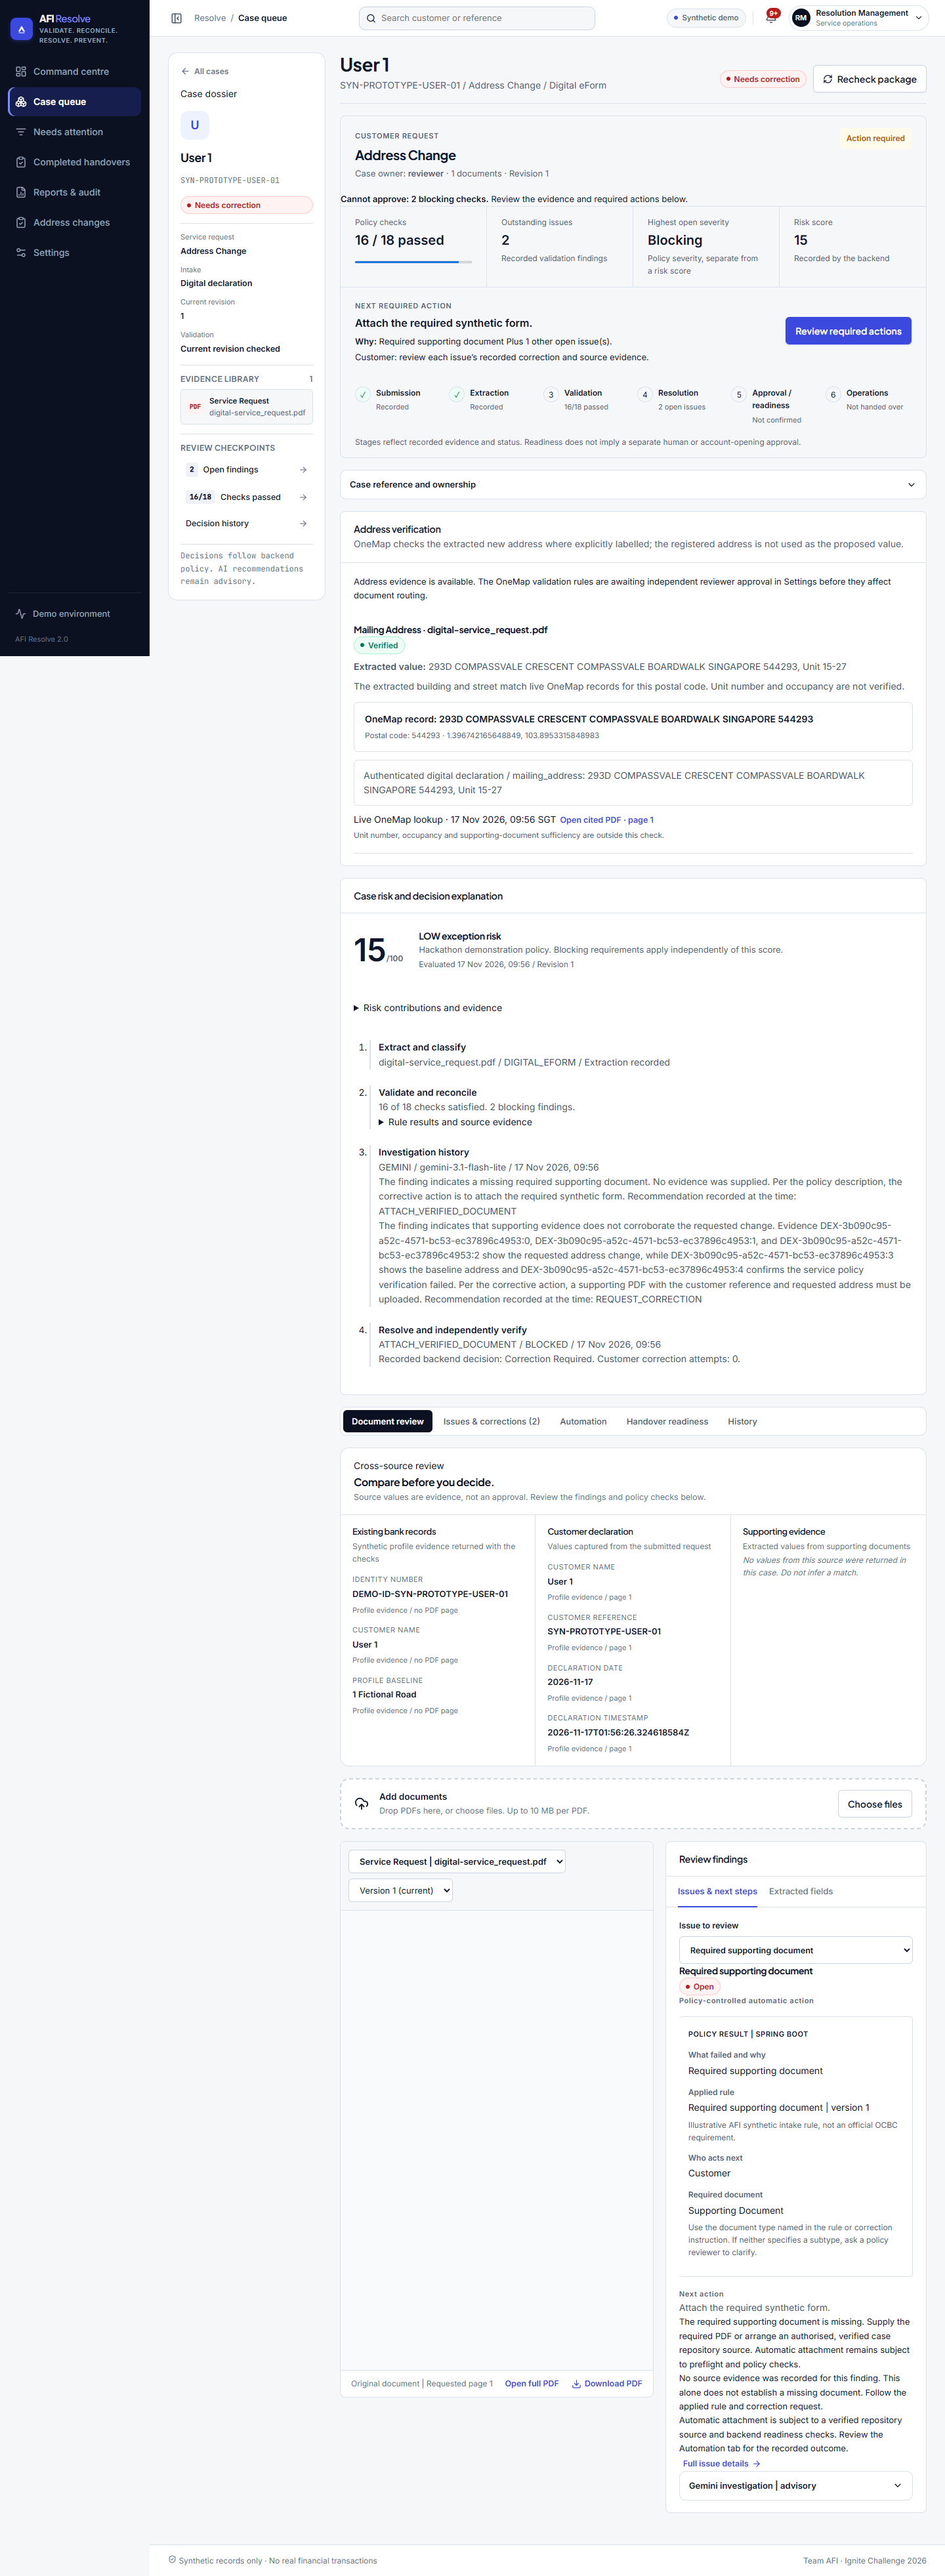 AFI Resolve
VALIDATE. RECONCILE.
RESOLVE. PREVENT.
Command centre
Case queue
Needs attention
Completed handovers
Reports & audit
Address changes
Settings
Demo environment
AFI Resolve 2.0
Resolve / Case queue
Search customer or reference
Synthetic demo
9+
RM
Resolution Management
Service operations
All cases
Case dossier
U
User 1
SYN-PROTOTYPE-USER-01
Needs correction
Service request
Address Change
Intake
Digital declaration
Current revision
1
Validation
Current revision checked
EVIDENCE LIBRARY 1
PDF
Service Request
digital-service_request.pdf
REVIEW CHECKPOINTS
2 Open findings
16/18 Checks passed
Decision history
Decisions follow backend
policy. AI recommendations
remain advisory.
User 1
SYN-PROTOTYPE-USER-01 / Address Change / Digital eForm
Needs correction
Recheck package
CUSTOMER REQUEST
Address Change
Case owner: reviewer · 1 documents · Revision 1
Action required
Cannot approve: 2 blocking checks. Review the evidence and required actions below.
Policy checks
16 / 18 passed
Outstanding issues
2
Recorded validation findings
Highest open severity
Blocking
Policy severity, separate from
a risk score
Risk score
15
Recorded by the backend
NEXT REQUIRED ACTION
Attach the required synthetic form.
Why: Required supporting document Plus 1 other open issue(s).
Customer: review each issue's recorded correction and source evidence.
Review required actions
Submission
Recorded
Extraction
Recorded
3 Validation
16/18 passed
4 Resolution
2 open issues
5 Approval /
readiness
Not confirmed
6 Operations
Not handed over
Stages reflect recorded evidence and status. Readiness does not imply a separate human or account-opening approval.
Case reference and ownership
Address verification
OneMap checks the extracted new address where explicitly labelled; the registered address is not used as the proposed value.
Address evidence is available. The OneMap validation rules are awaiting independent reviewer approval in Settings before they affect
document routing.
Mailing Address · digital-service_request.pdf
Verified
Extracted value: 293D COMPASSVALE CRESCENT COMPASSVALE BOARDWALK SINGAPORE 544293, Unit 15-27
The extracted building and street match live OneMap records for this postal code. Unit number and occupancy are not verified.
OneMap record: 293D COMPASSVALE CRESCENT COMPASSVALE BOARDWALK SINGAPORE 544293
Postal code: 544293 · 1.396742165648849, 103.8953315848983
Authenticated digital declaration / mailing_address: 293D COMPASSVALE CRESCENT COMPASSVALE BOARDWALK
SINGAPORE 544293, Unit 15-27
Live OneMap lookup · 17 Nov 2026, 09:56 SGT Open cited PDF · page 1
Unit number, occupancy and supporting-document sufficiency are outside this check.
Case risk and decision explanation
15/100
LOW exception risk
Hackathon demonstration policy. Blocking requirements apply independently of this score.
Evaluated 17 Nov 2026, 09:56 / Revision 1
Risk contributions and evidence
1. Extract and classify
digital-service_request.pdf / DIGITAL_EFORM / Extraction recorded
2. Validate and reconcile
16 of 18 checks satisfied. 2 blocking findings.
Rule results and source evidence
3. Investigation history
GEMINI / gemini-3.1-flash-lite / 17 Nov 2026, 09:56
The finding indicates a missing required supporting document. No evidence was supplied. Per the policy description, the
corrective action is to attach the required synthetic form. Recommendation recorded at the time:
ATTACH_VERIFIED_DOCUMENT
The finding indicates that supporting evidence does not corroborate the requested change. Evidence DEX-3b090c95-
a52c-4571-bc53-ec37896c4953:0, DEX-3b090c95-a52c-4571-bc53-ec37896c4953:1, and DEX-3b090c95-a52c-4571-
bc53-ec37896c4953:2 show the requested address change, while DEX-3b090c95-a52c-4571-bc53-ec37896c4953:3
shows the baseline address and DEX-3b090c95-a52c-4571-bc53-ec37896c4953:4 confirms the service policy
verification failed. Per the corrective action, a supporting PDF with the customer reference and requested address must be
uploaded. Recommendation recorded at the time: REQUEST_CORRECTION
4. Resolve and independently verify
ATTACH_VERIFIED_DOCUMENT / BLOCKED / 17 Nov 2026, 09:56
Recorded backend decision: Correction Required. Customer correction attempts: 0.
Document review
Issues & corrections (2)
Automation
Handover readiness
History
Cross-source review
Compare before you decide.
Source values are evidence, not an approval. Review the findings and policy checks below.
Existing bank records
Synthetic profile evidence returned with the
checks
IDENTITY NUMBER
DEMO-ID-SYN-PROTOTYPE-USER-01
Profile evidence / no PDF page
CUSTOMER NAME
User 1
Profile evidence / no PDF page
PROFILE BASELINE
1 Fictional Road
Profile evidence / no PDF page
Customer declaration
Values captured from the submitted request
CUSTOMER NAME
User 1
Profile evidence / page 1
CUSTOMER REFERENCE
SYN-PROTOTYPE-USER-01
Profile evidence / page 1
DECLARATION DATE
2026-11-17
Profile evidence / page 1
DECLARATION TIMESTAMP
2026-11-17T01:56:26.324618584Z
Profile evidence / page 1
Supporting evidence
Extracted values from supporting documents
No values from this source were returned in
this case. Do not infer a match.
Add documents
Drop PDFs here, or choose files. Up to 10 MB per PDF.
Choose files
Service Request | digital-service_request.pdf
Version 1 (current)
Original document | Requested page 1
Open full PDF
Download PDF
Review findings
Issues & next steps
Extracted fields
Issue to review
Required supporting document
Required supporting document
Open
Policy-controlled automatic action
POLICY RESULT | SPRING BOOT
What failed and why
Required supporting document
Applied rule
Required supporting document | version 1
Illustrative AFI synthetic intake rule, not an official OCBC
requirement.
Who acts next
Customer
Required document
Supporting Document
Use the document type named in the rule or correction
instruction. If neither specifies a subtype, ask a policy
reviewer to clarify.
Next action
Attach the required synthetic form.
The required supporting document is missing. Supply the
required PDF or arrange an authorised, verified case
repository source. Automatic attachment remains subject
to preflight and policy checks.
No source evidence was recorded for this finding. This
alone does not establish a missing document. Follow the
applied rule and correction request.
Automatic attachment is subject to a verified repository
source and backend readiness checks. Review the
Automation tab for the recorded outcome.
Full issue details
Gemini investigation | advisory
Synthetic records only · No real financial transactions
Team AFI · Ignite Challenge 2026